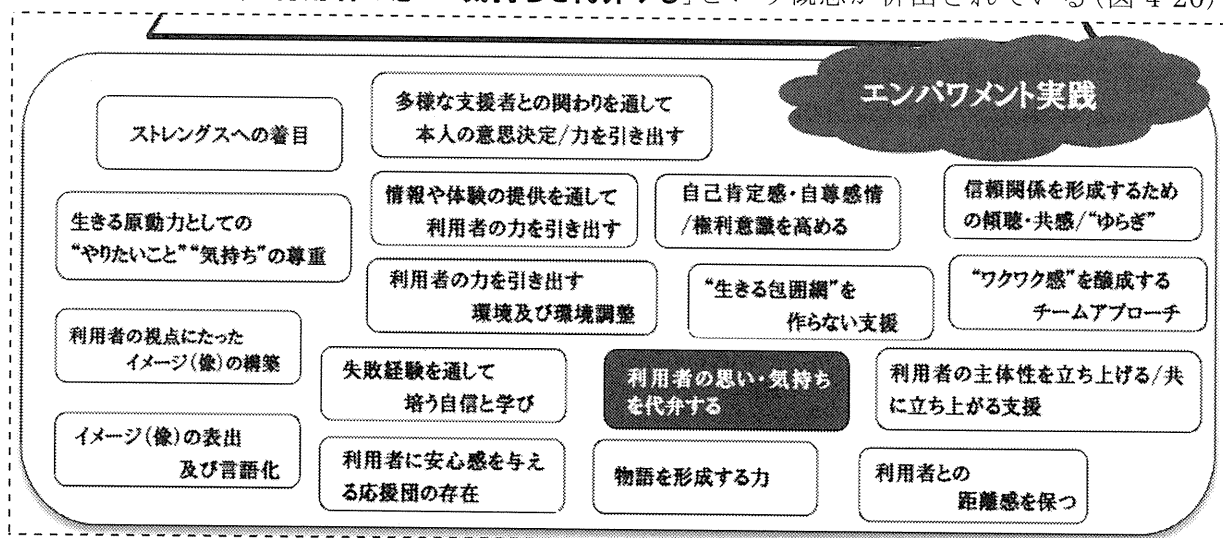 気持ちを代弁する」という概念が併出されている(図 4-20)
エンパワメント実践
ストレングスへの着目
多様な支援者との関わりを通して
本人の意思決定/力を引き出す
生きる原動力としての
“やりたいこと”“気持ち”の尊重
情報や体験の提供を通して
利用者の力を引き出す
自己肯定感・自尊感情
/権利意識を高める
信頼関係を形成するため
の傾聴・共感/“ゆらぎ”
利用者の力を引き出す
環境及び環境調整
“生きる包囲網”を
作らない支援
“ワクワク感”を醸成する
チームアプローチ
利用者の視点にたった
イメージ(像)の構築
失敗経験を通して
培う自信と学び
利用者の思い・気持ち
を代弁する
利用者の主体性を立ち上げる/共
に立ち上がる支援
イメージ(像)の表出
及び言語化
利用者に安心感を与え
る応援団の存在
物語を形成する力
利用者との
距離感を保つ